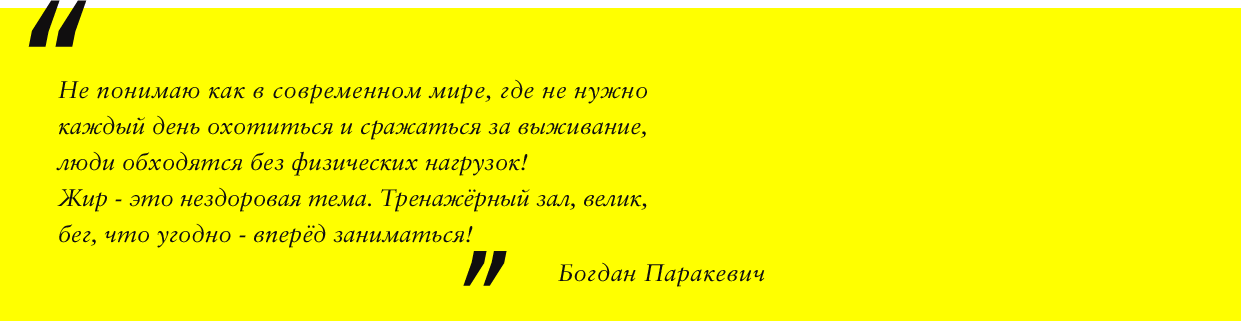 “
Не понимаю как в современном мире, где не нужно
каждый день охотиться и сражаться за выживание,
люди обходятся без физических нагрузок!
Жир - это нездоровая тема. Тренажёрный зал, велик,
бег, что угодно - вперёд заниматься!
” Богдан Паракевич